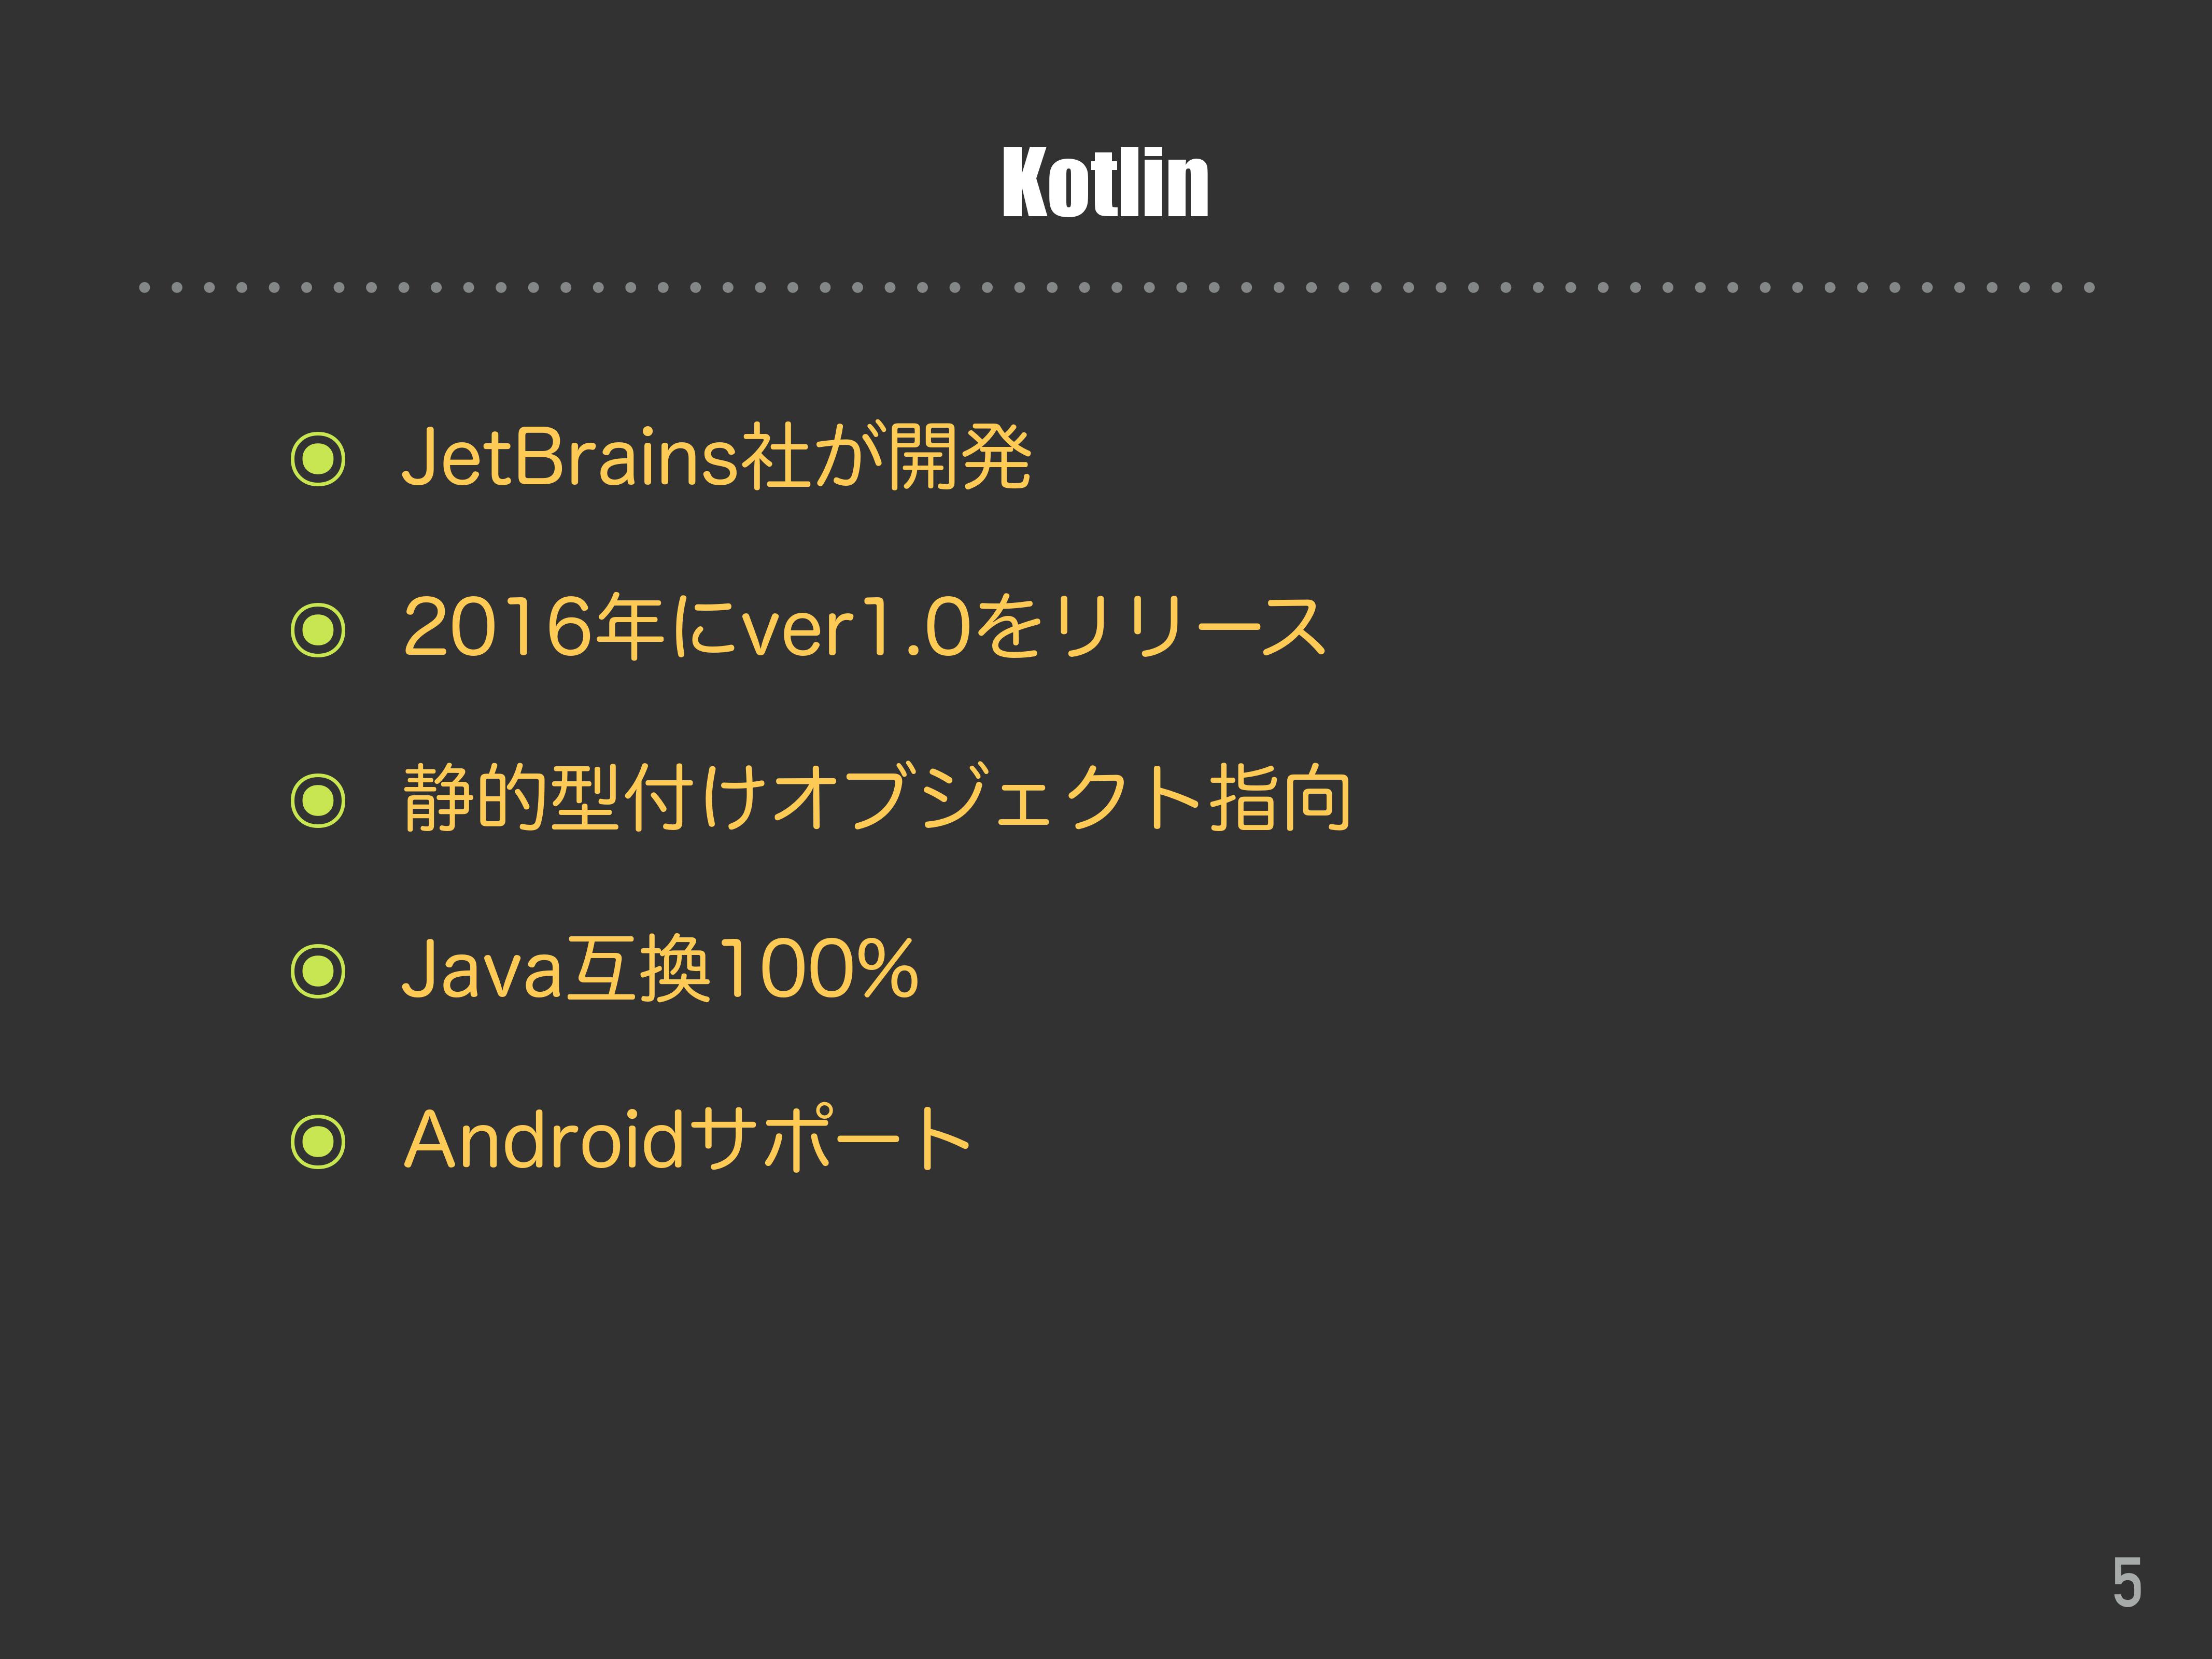 Kotlin
JetBrains社が開発
2016年にver1.0をリリース
静的型付けオブジェクト指向
Java互換100%
Androidサポート
5